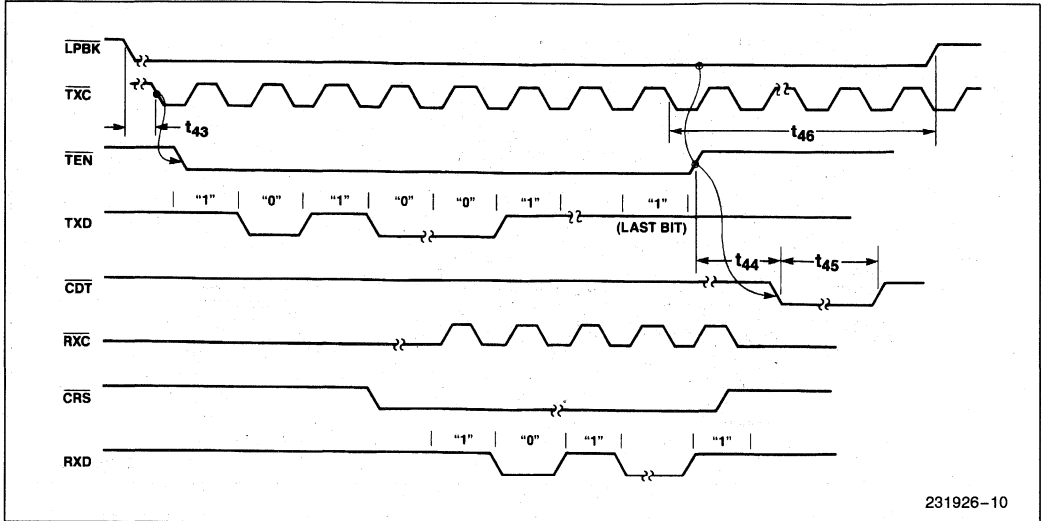 LPBK
TXC
t43
t46
TEN
"1" "0" "1" "0" "0" "1" "1"
TXD
(LAST BIT)
t44 t45
CDT
RXC
CRS
"1" "0" "1" "1"
RXD
231926-10